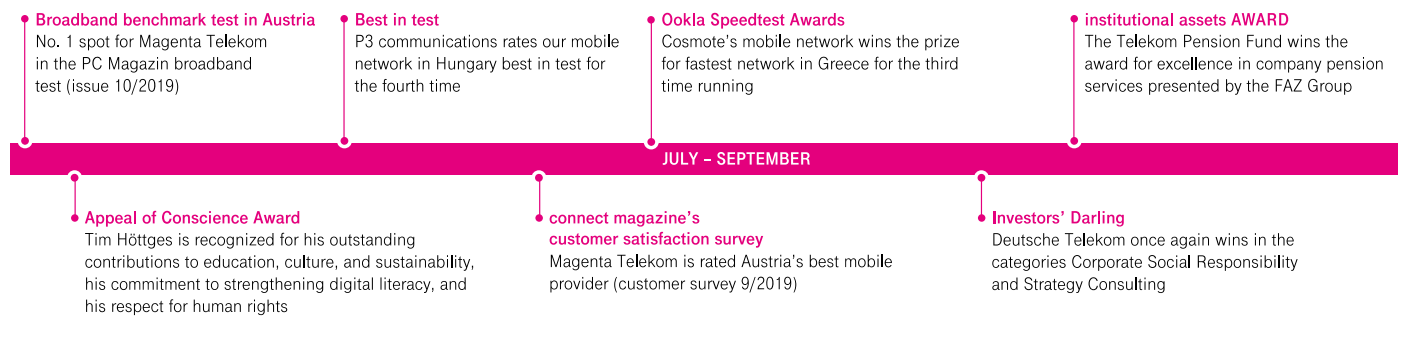 Broadband benchmark test in Austria
No. 1 spot for Magenta Telekom
in the PC Magazin broadband
test (issue 10/2019)
Best in test
P3 communications rates our mobile
network in Hungary best in test for
the fourth time
Ookla Speedtest Awards
Cosmote's mobile network wins the prize
for fastest network in Greece for the third
time running
institutional assets AWARD
The Telekom Pension Fund wins the
award for excellence in company pension
services presented by the FAZ Group
JULY – SEPTEMBER
Appeal of Conscience Award
Tim Höttges is recognized for his outstanding
contributions to education, culture, and sustainability,
his commitment to strengthening digital literacy, and
his respect for human rights
connect magazine's
customer satisfaction survey
Magenta Telekom is rated Austria's best mobile
provider (customer survey 9/2019)
Investors' Darling
Deutsche Telekom once again wins in the
categories Corporate Social Responsibility
and Strategy Consulting